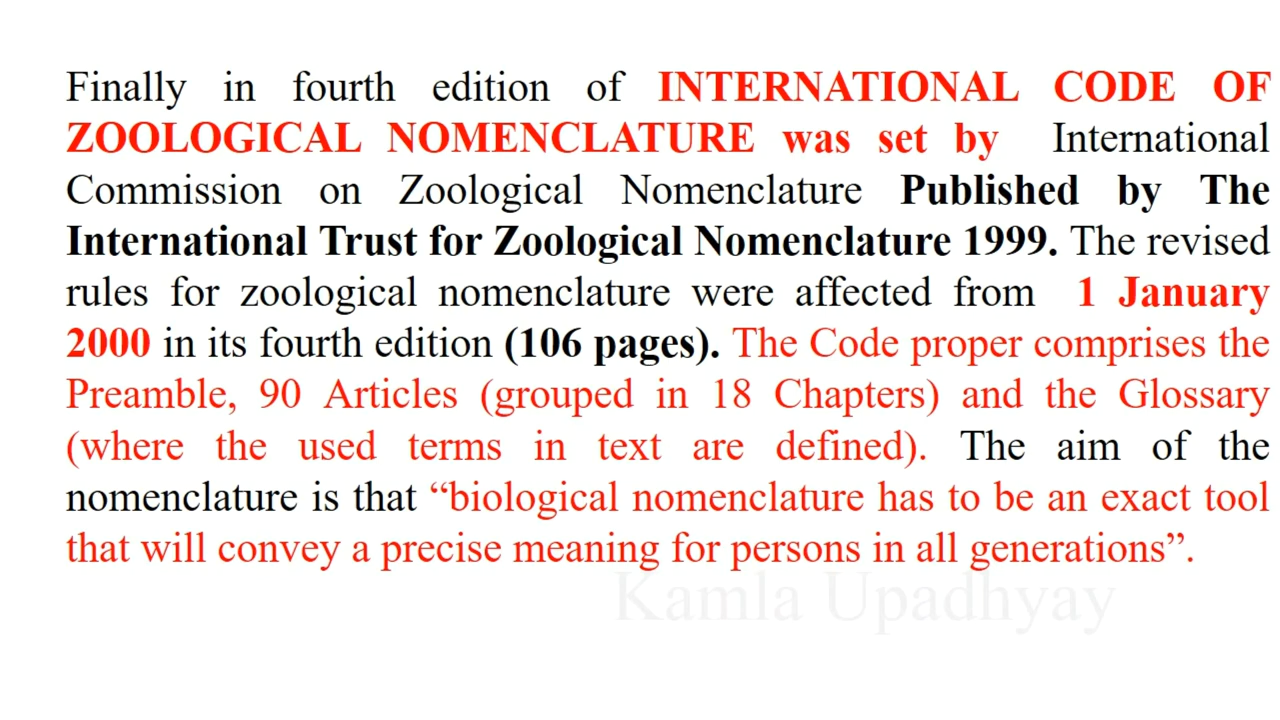 Finally in fourth edition of INTERNATIONAL CODE OF
ZOOLOGICAL NOMENCLATURE was set by International
Commission on Zoological Nomenclature Published by The
International Trust for Zoological Nomenclature 1999. The revised
rules for zoological nomenclature were affected from 1 January
2000 in its fourth edition (106 pages). The Code proper comprises the
Preamble, 90 Articles (grouped in 18 Chapters) and the Glossary
(where the used terms in text are defined). The aim of the
nomenclature is that “biological nomenclature has to be an exact tool
that will convey a precise meaning for persons in all generations”.
Kamla Upadhyay